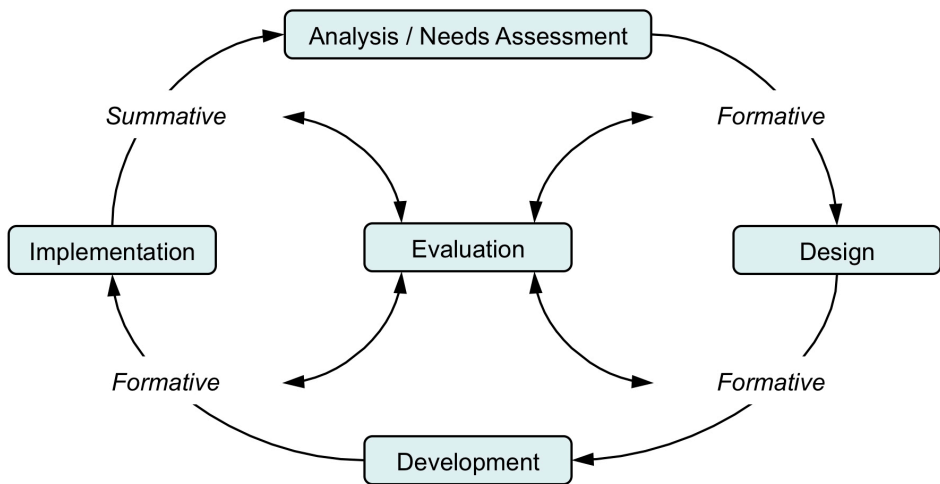 Analysis / Needs Assessment
Summative
Formative
Implementation
Evaluation
Design
Formative
Formative
Development